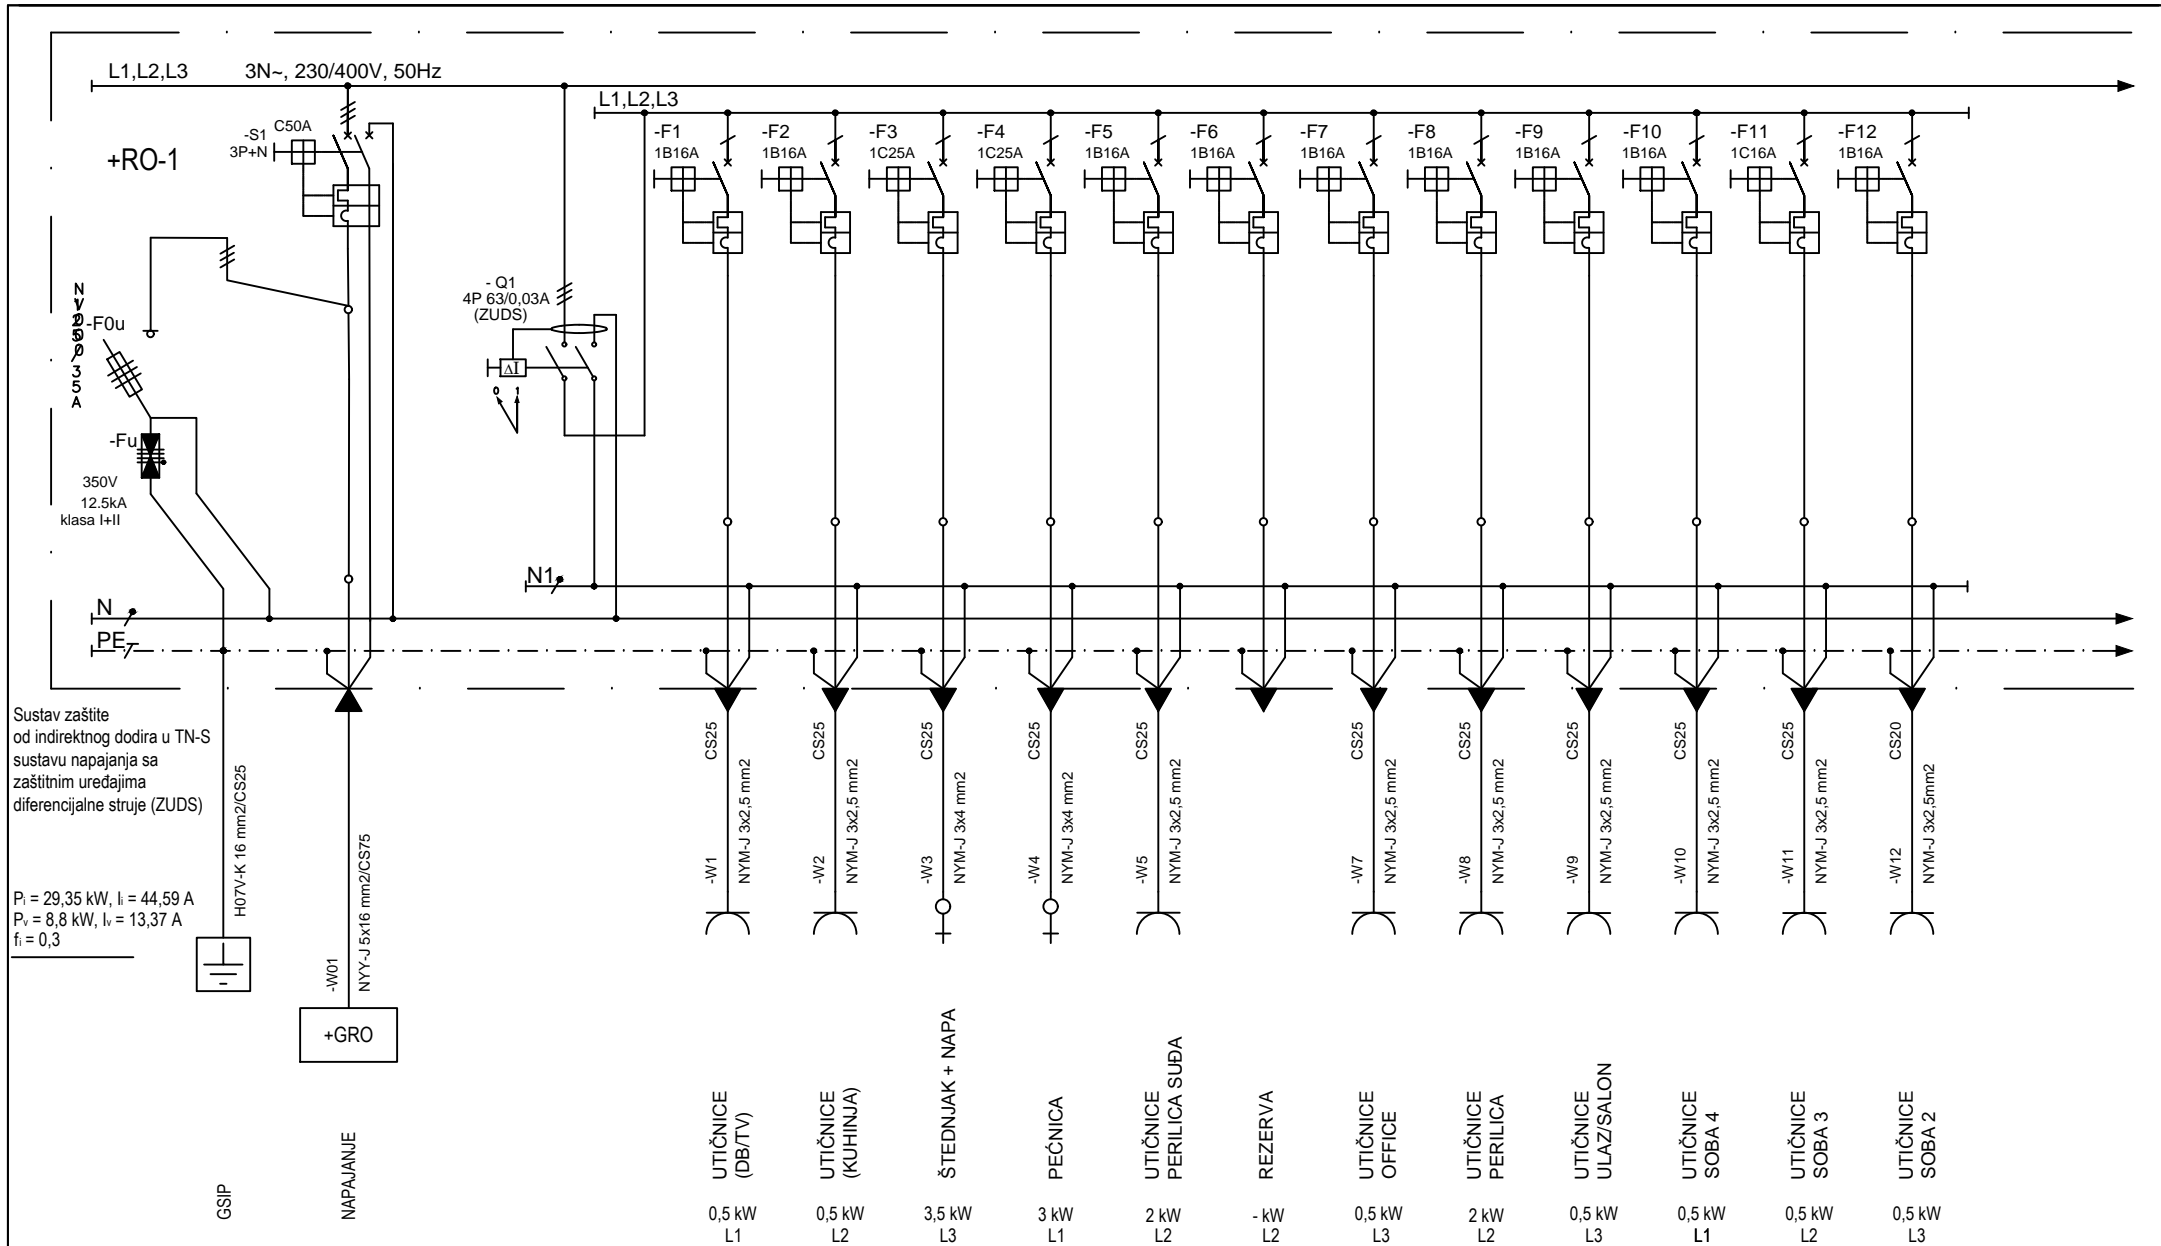 L1,L2,L3
3N~, 230/400V, 50Hz
L1,L2,L3
+RO-1
-S1
3P+N
C50A
-F1
1B16A
-F2
1B16A
-F3
1C25A
-F4
1C25A
-F5
1B16A
-F6
1B16A
-F7
1B16A
-F8
1B16A
-F9
1B16A
-F10
1B16A
-F11
1C16A
-F12
1B16A
-F0u
- Q1
4P 63/0,03A
(ZUDS)
ΔI
0 1
-Fu
350V
12.5kA
klasa I+II
N1
N
PE
Sustav zaštite
od indirektnog dodira u TN-S
sustavu napajanja sa
zaštitnim uređajima
diferencijalne struje (ZUDS)
Pi = 29,35 kW, Ii = 44,59 A
Pv = 8,8 kW, Iv = 13,37 A
fi = 0,3
H07V-K 16 mm2/CS25
-W01
NYY-J 5x16 mm2/CS75
+GRO
CS25
-W1
NYM-J 3x2,5 mm2
CS25
-W2
NYM-J 3x2,5 mm2
CS25
-W3
NYM-J 3x4 mm2
CS25
-W4
NYM-J 3x4 mm2
CS25
-W5
NYM-J 3x2,5 mm2
CS25
-W7
NYM-J 3x2,5 mm2
CS25
-W8
NYM-J 3x2,5 mm2
CS25
-W9
NYM-J 3x2,5 mm2
CS25
-W10
NYM-J 3x2,5 mm2
CS25
-W11
NYM-J 3x2,5 mm2
CS20
-W12
NYM-J 3x2,5mm2
GSIP
NAPAJANJE
UTIČNICE
(DB/TV)
0,5 kW
L1
UTIČNICE
(KUHINJA)
0,5 kW
L2
ŠTEDNJAK + NAPA
3,5 kW
L3
PEĆNICA
3 kW
L1
UTIČNICE
PERILICA SUĐA
2 kW
L2
REZERVA
- kW
L2
UTIČNICE
OFFICE
0,5 kW
L3
UTIČNICE
PERILICA
2 kW
L2
UTIČNICE
ULAZ/SALON
0,5 kW
L3
UTIČNICE
SOBA 4
0,5 kW
L1
UTIČNICE
SOBA 3
0,5 kW
L2
UTIČNICE
SOBA 2
0,5 kW
L3